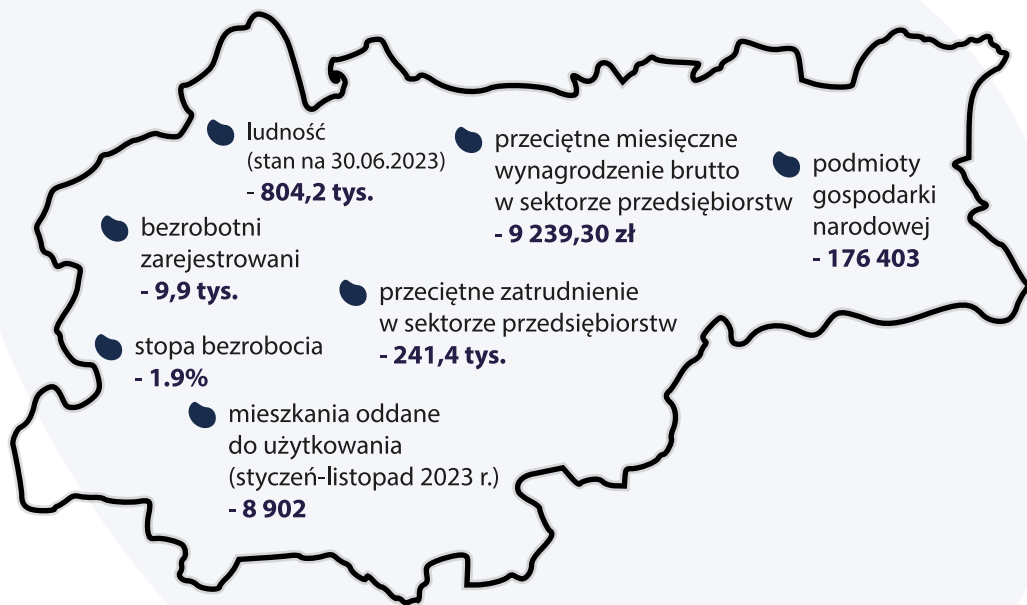 ludność
(stan na 30.06.2023)
- 804,2 tys.
przeciętne miesięczne
wynagrodzenie brutto
w sektorze przedsiębiorstw
- 9 239,30 zł
podmioty
gospodarki
narodowej
- 176 403
bezrobotni
zarejestrowani
- 9,9 tys.
przeciętne zatrudnienie
w sektorze przedsiębiorstw
- 241,4 tys.
stopa bezrobocia
- 1.9%
mieszkania oddane
do użytkowania
(styczeń-listopad 2023 r.)
- 8 902